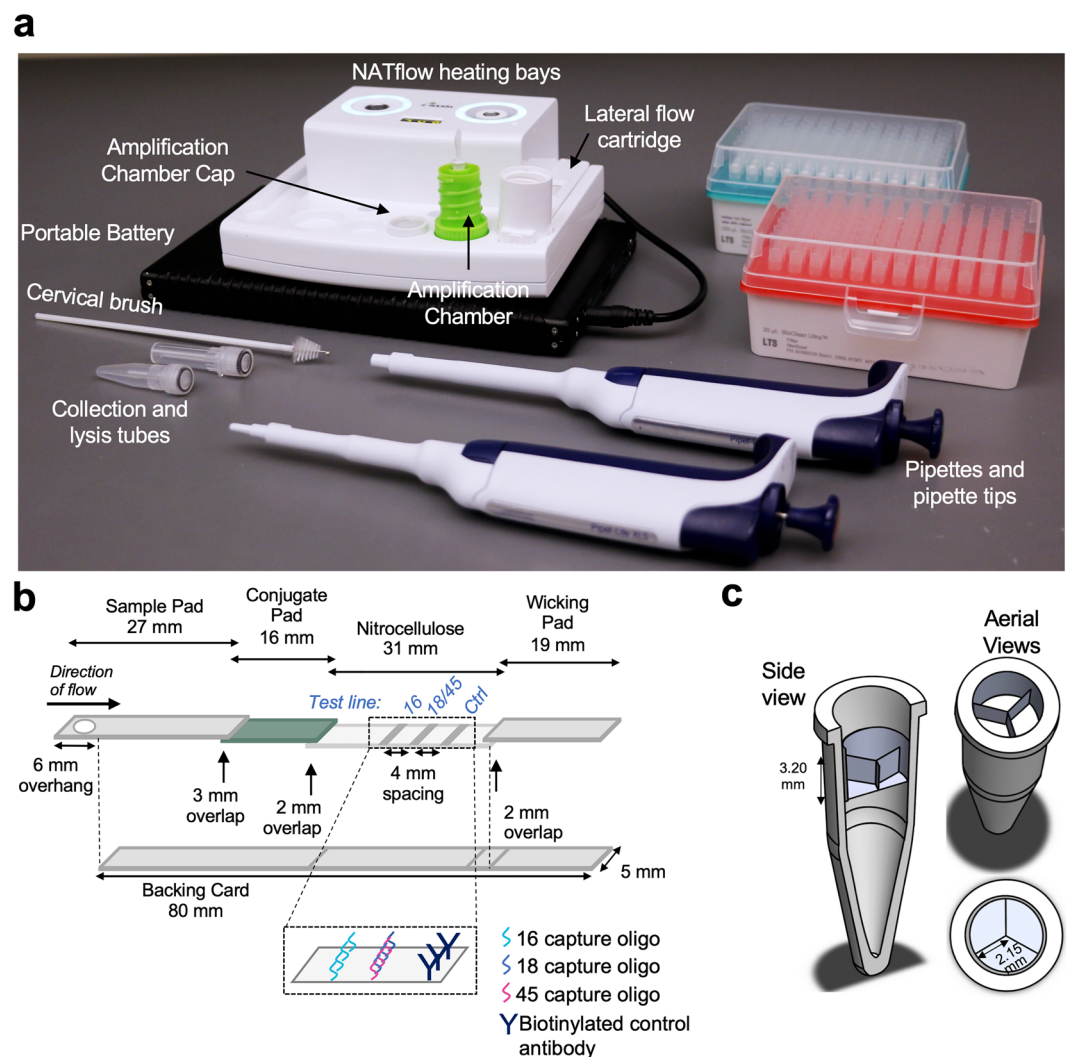 a
NATflow heating bays
Lateral flow
cartridge
Amplification
Chamber Cap
Portable Battery
Amplification
Chamber
Cervical brush
Collection and
lysis tubes
Pipettes and
pipette tips
LTS
LTS
b
Sample Pad
27 mm
Conjugate
Pad
16 mm
Nitrocellulose
31 mm
Wicking
Pad
19 mm
Direction
of flow
Test line:
16
18/45
Ctrl
6 mm
overhang
3 mm
overlap
2 mm
overlap
4 mm
spacing
2 mm
overlap
5 mm
Backing Card
80 mm
16 capture oligo
18 capture oligo
45 capture oligo
Biotinylated control
antibody
c
Side
view
Aerial
Views
3.20
mm
2.15
mm